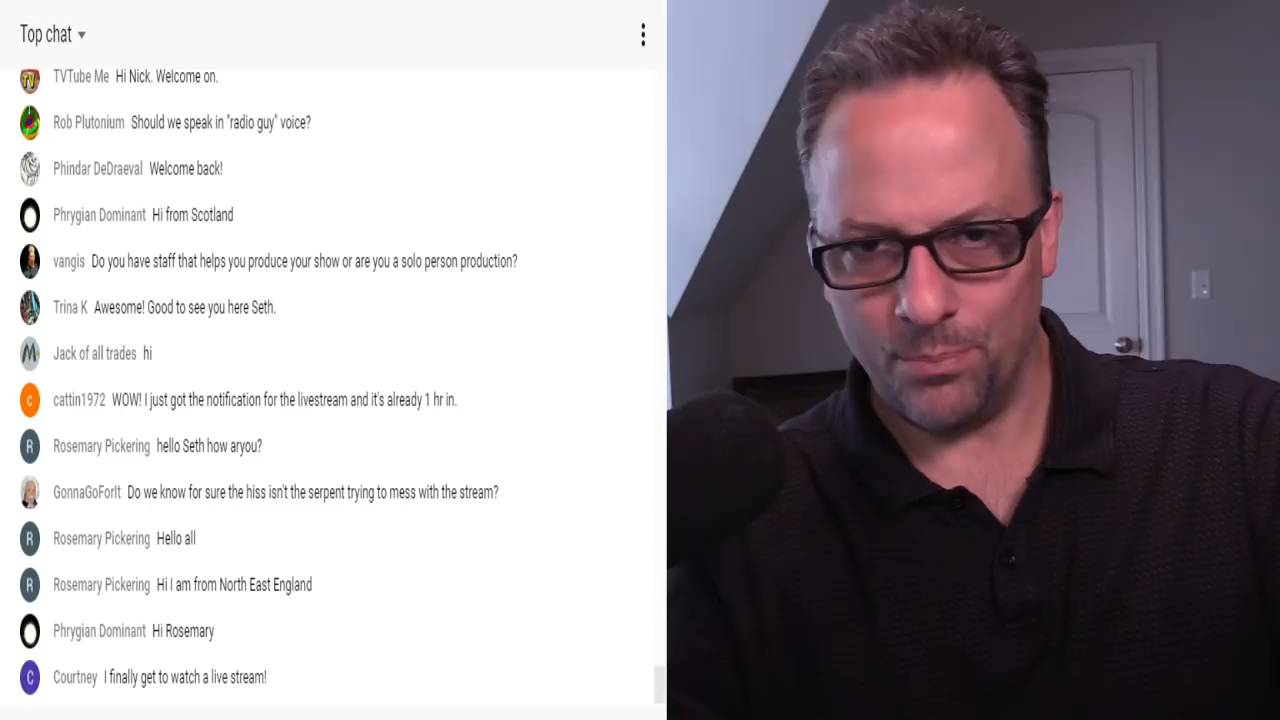 Top chat
TVTube Me Hi Nick. Welcome on.
Rob Plutonium Should we speak in "radio guy" voice?
Phindar DeDraeval Welcome back!
Phrygian Dominant Hi from Scotland
vangis Do you have staff that helps you produce your show or are you a solo person production?
Trina K Awesome! Good to see you here Seth.
Jack of all trades hi
C cattin1972 WOW! I just got the notification for the livestream and it's already 1 hr in.
R Rosemary Pickering hello Seth how aryou?
GonnaGoForIt Do we know for sure the hiss isn't the serpent trying to mess with the stream?
R Rosemary Pickering Hello all
R Rosemary Pickering Hi I am from North East England
Phrygian Dominant Hi Rosemary
C Courtney I finally get to watch a live stream!